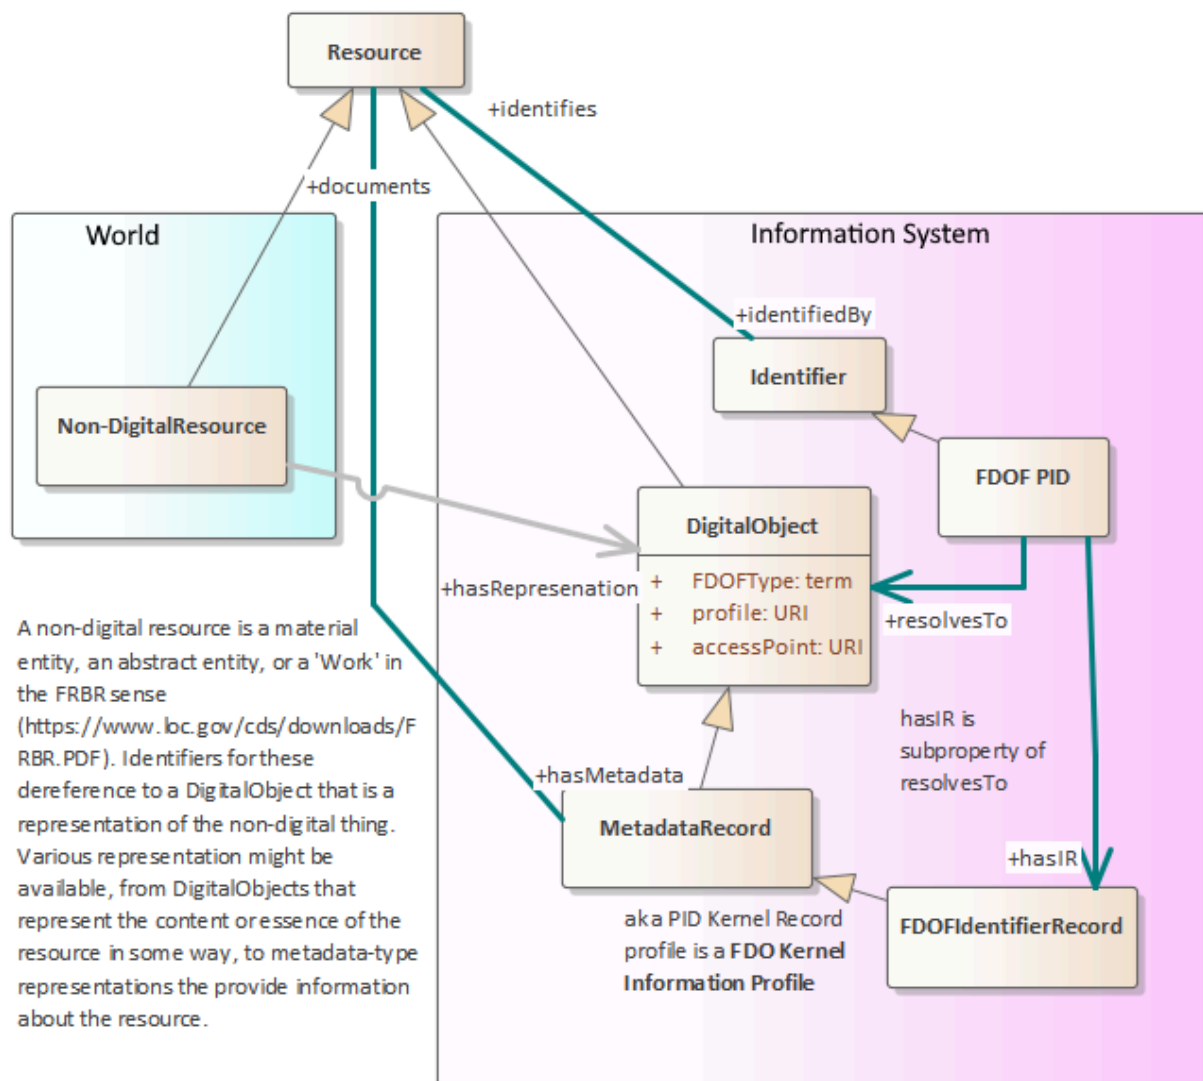 Resource
+identifies
+documents
World
Information System
+identifiedBy
Identifier
Non-DigitalResource
FDOF PID
DigitalObject
+ FDOFType: term
+ profile: URI
+ accessPoint: URI
+hasRepresenation
+resolvesTo
A non-digital resource is a material
entity, an abstract entity, or a 'Work' in
the FRBR sense
(https://www.loc.gov/cds/downloads/F
RBR.PDF). Identifiers for these
dereference to a DigitalObject that is a
representation of the non-digital thing.
Various representation might be
available, from DigitalObjects that
represent the content or essence of the
resource in some way, to metadata-type
representations the provide information
about the resource.
hasIR is
subproperty of
resolvesTo
+hasMetadata
MetadataRecord
+hasIR
aka PID Kernel Record
profile is a FDO Kernel
Information Profile
FDOFIdentifierRecord